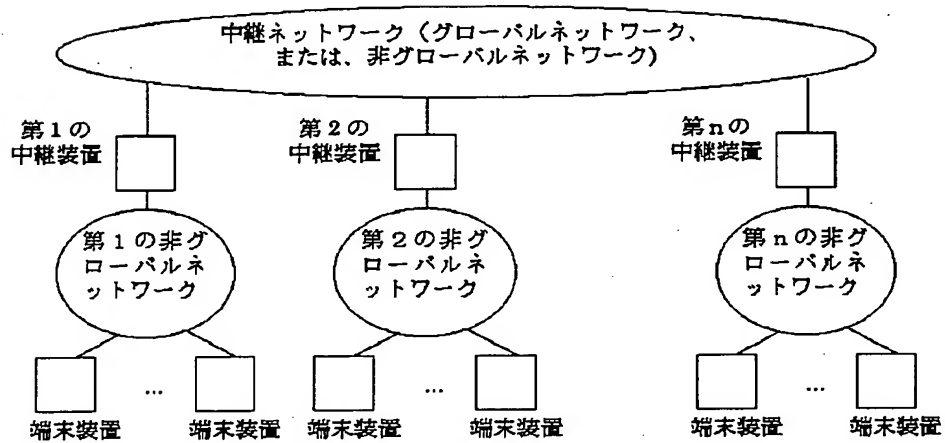 中継ネットワーク（グローバルネットワーク、
または、非グローバルネットワーク）
第1の
中継装置
第2の
中継装置
第nの
中継装置
第1の非グ
ローバルネ
ットワーク
第2の非グ
ローバルネ
ットワーク
第nの非グ
ローバルネ
ットワーク
...
...
...
端末装置
端末装置
端末装置
端末装置
端末装置
端末装置